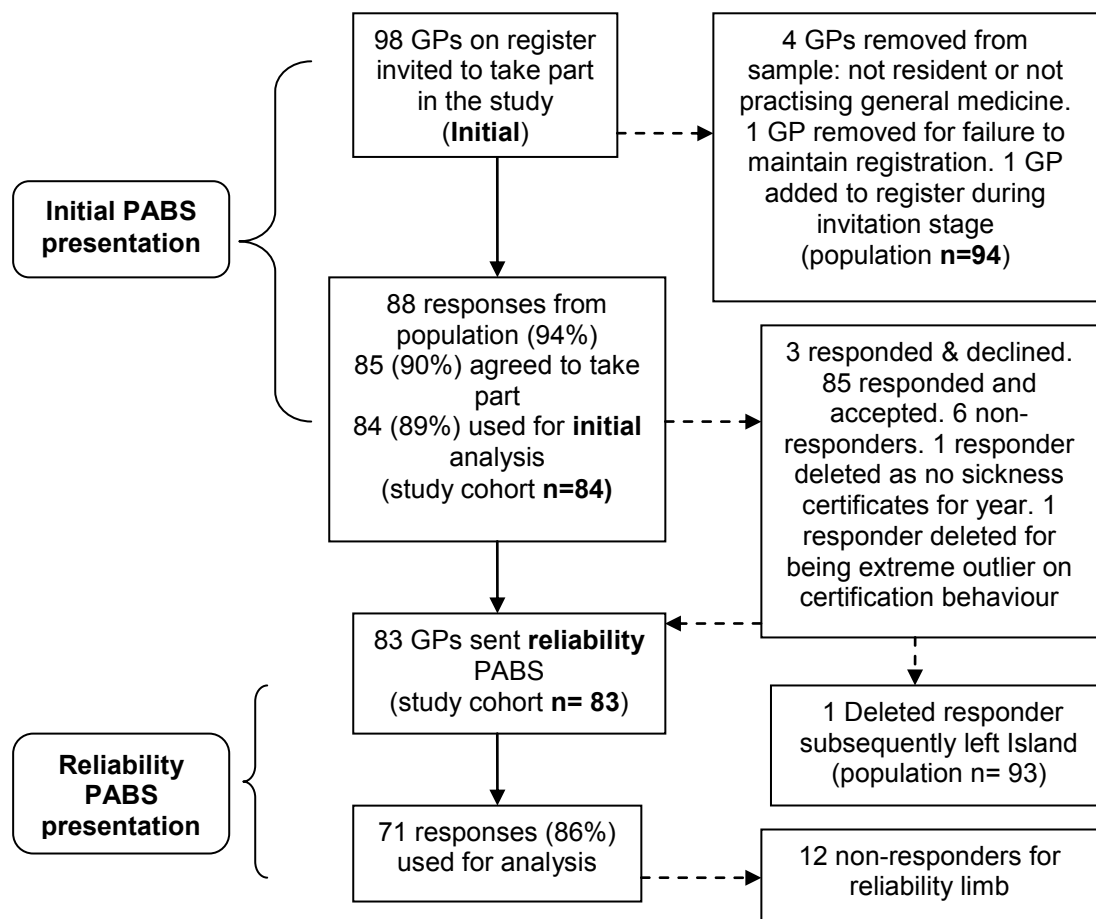 98 GPs on register
invited to take part
in the study
(Initial)
4 GPs removed from
sample: not resident or not
practising general medicine.
1 GP removed for failure to
maintain registration. 1 GP
added to register during
invitation stage
(population n=94)
Initial PABS
presentation
88 responses from
population (94%)
85 (90%) agreed to take
part
84 (89%) used for initial
analysis
(study cohort n=84)
3 responded & declined.
85 responded and
accepted. 6 non-
responders. 1 responder
deleted as no sickness
certificates for year. 1
responder deleted for
being extreme outlier on
certification behaviour
83 GPs sent reliability
PABS
(study cohort n= 83)
1 Deleted responder
subsequently left Island
(population n= 93)
Reliability
PABS
presentation
71 responses (86%)
used for analysis
12 non-responders for
reliability limb